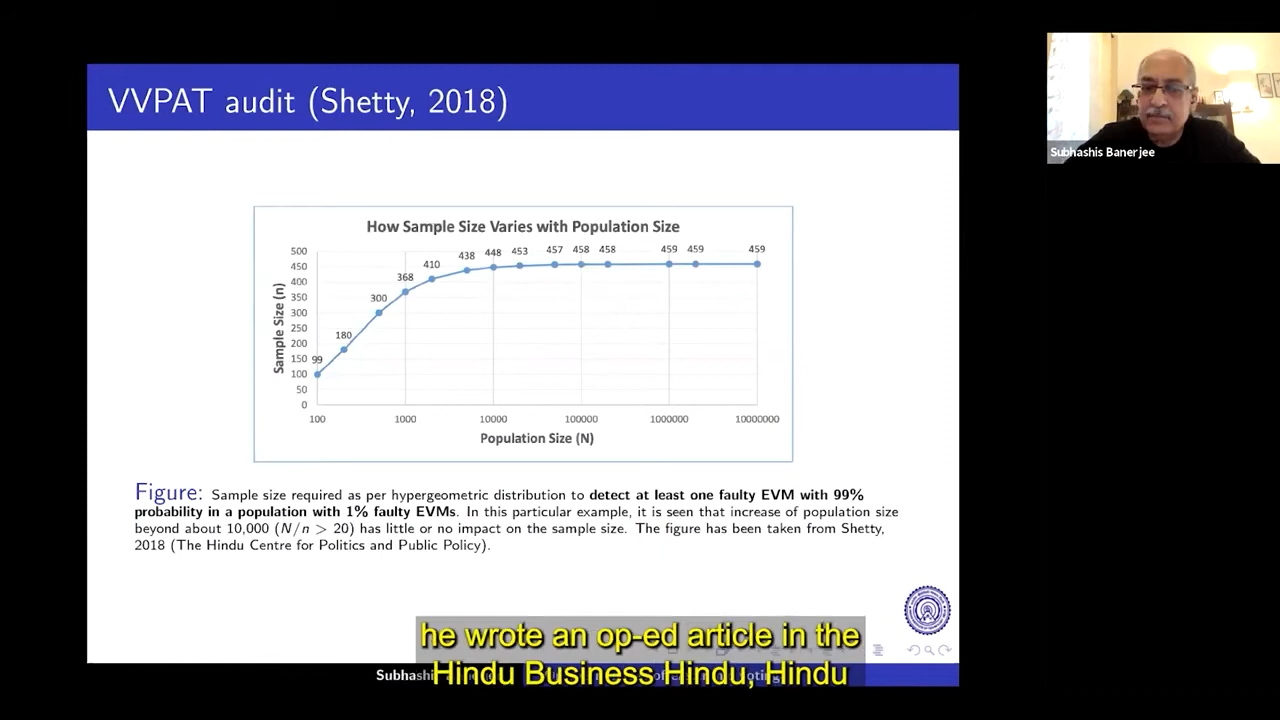 VVPAT audit (Shetty, 2018)
Subhashis Banerjee
How Sample Size Varies with Population Size
Sample Size (n)
500
450
400
350
300
250
200
150
100
50
0
99
180
300
368
410
438
448
453
457
458
458
459
459
459
100
1000
10000
100000
1000000
10000000
Population Size (N)
Figure: Sample size required as per hypergeometric distribution to detect at least one faulty EVM with 99%
probability in a population with 1% faulty EVMs. In this particular example, it is seen that increase of population size
beyond about 10,000 (N/n > 20) has little or no impact on the sample size. The figure has been taken from Shetty,
2018 (The Hindu Centre for Politics and Public Policy).
he wrote an op-ed article in the
Hindu Business Hindu, Hindu